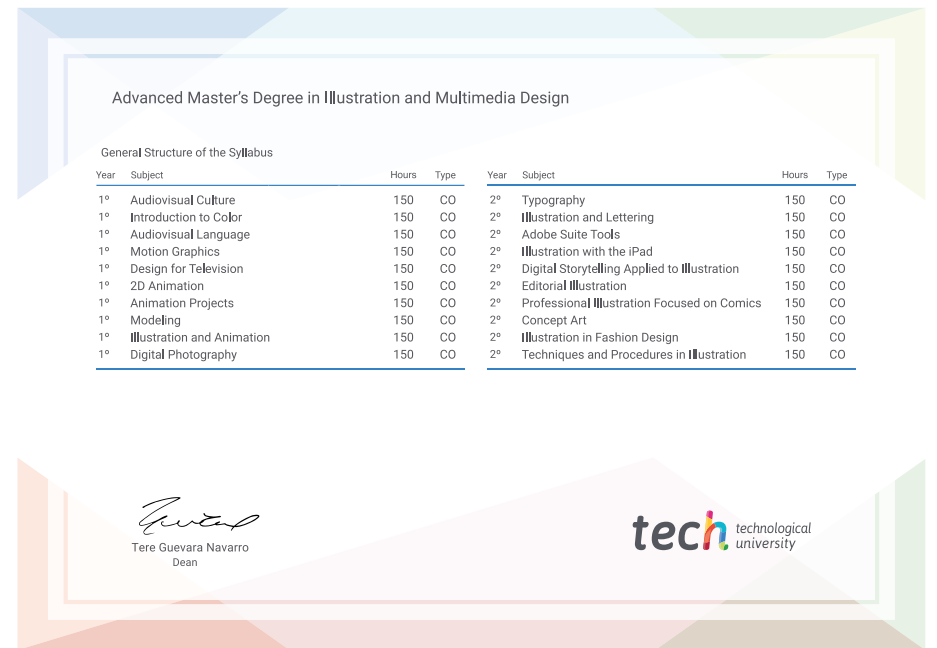 Advanced Master's Degree in Illustration and Multimedia Design
General Structure of the Syllabus
Year Subject Hours Type
1º Audiovisual Culture 150 CO
1º Introduction to Color 150 CO
1º Audiovisual Language 150 CO
1º Motion Graphics 150 CO
1º Design for Television 150 CO
1º 2D Animation 150 CO
1º Animation Projects 150 CO
1º Modeling 150 CO
1º Illustration and Animation 150 CO
1º Digital Photography 150 CO
Year Subject Hours Type
2º Typography 150 CO
2º Illustration and Lettering 150 CO
2º Adobe Suite Tools 150 CO
2º Illustration with the iPad 150 CO
2º Digital Storytelling Applied to Illustration 150 CO
2º Editorial Illustration 150 CO
2º Professional Illustration Focused on Comics 150 CO
2º Concept Art 150 CO
2º Illustration in Fashion Design 150 CO
2º Techniques and Procedures in Illustration 150 CO
Tere Guevara Navarro
Dean
tech technological
university